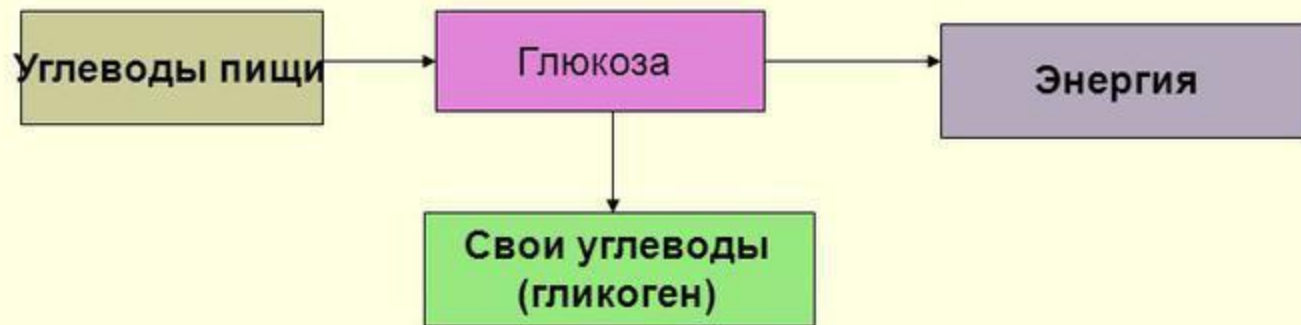 Углеводы пищи
Глюкоза
Энергия
Свои углеводы
(гликоген)